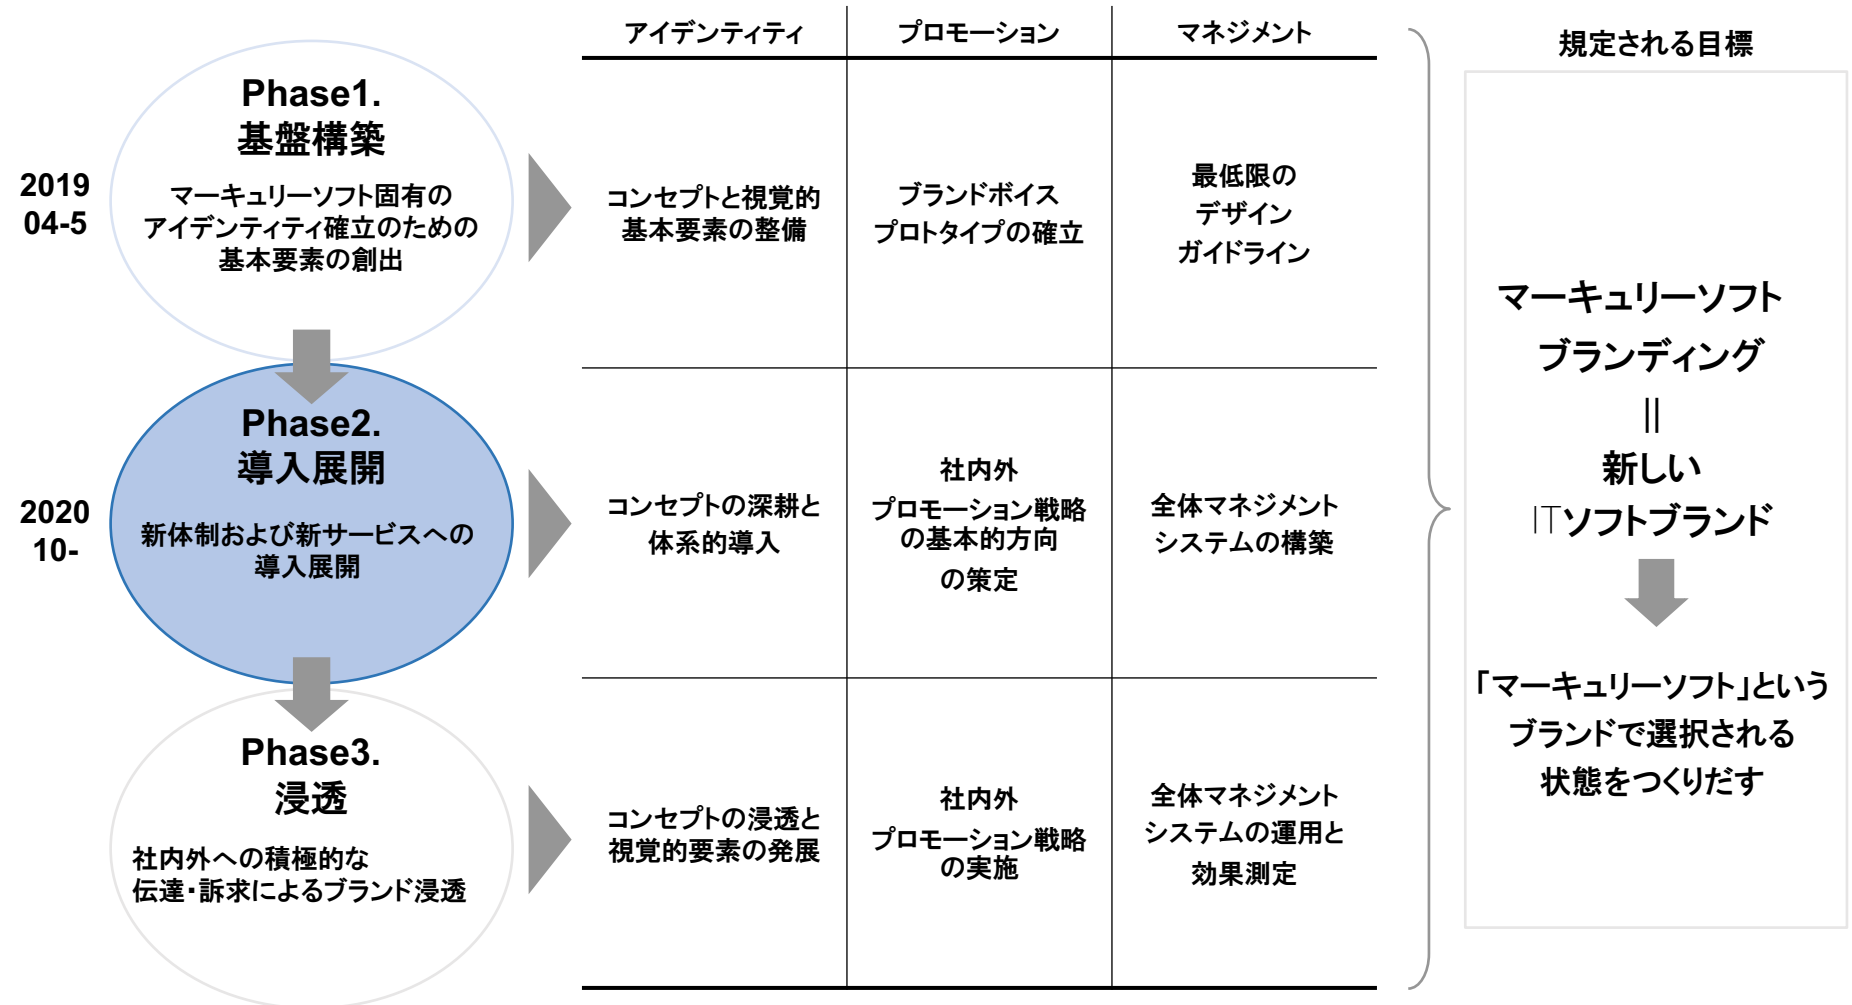 アイデンティティ
プロモーション
マネジメント
規定される目標
2019
04-5
Phase1.
基盤構築
マーキュリーソフト固有の
アイデンティティ確立のための
基本要素の創出
コンセプトと視覚的
基本要素の整備
ブランドボイス
プロトタイプの確立
最低限の
デザイン
ガイドライン
2020
10-
Phase2.
導入展開
新体制および新サービスへの
導入展開
コンセプトの深耕と
体系的導入
社内外
プロモーション戦略
の基本的方向
の策定
全体マネジメント
システムの構築
Phase3.
浸透
社内外への積極的な
伝達・訴求によるブランド浸透
コンセプトの浸透と
視覚的要素の発展
社内外
プロモーション戦略
の実施
全体マネジメント
システムの運用と
効果測定
マーキュリーソフト
ブランディング
||
新しい
ITソフトブランド
「マーキュリーソフト」という
ブランドで選択される
状態をつくりだす